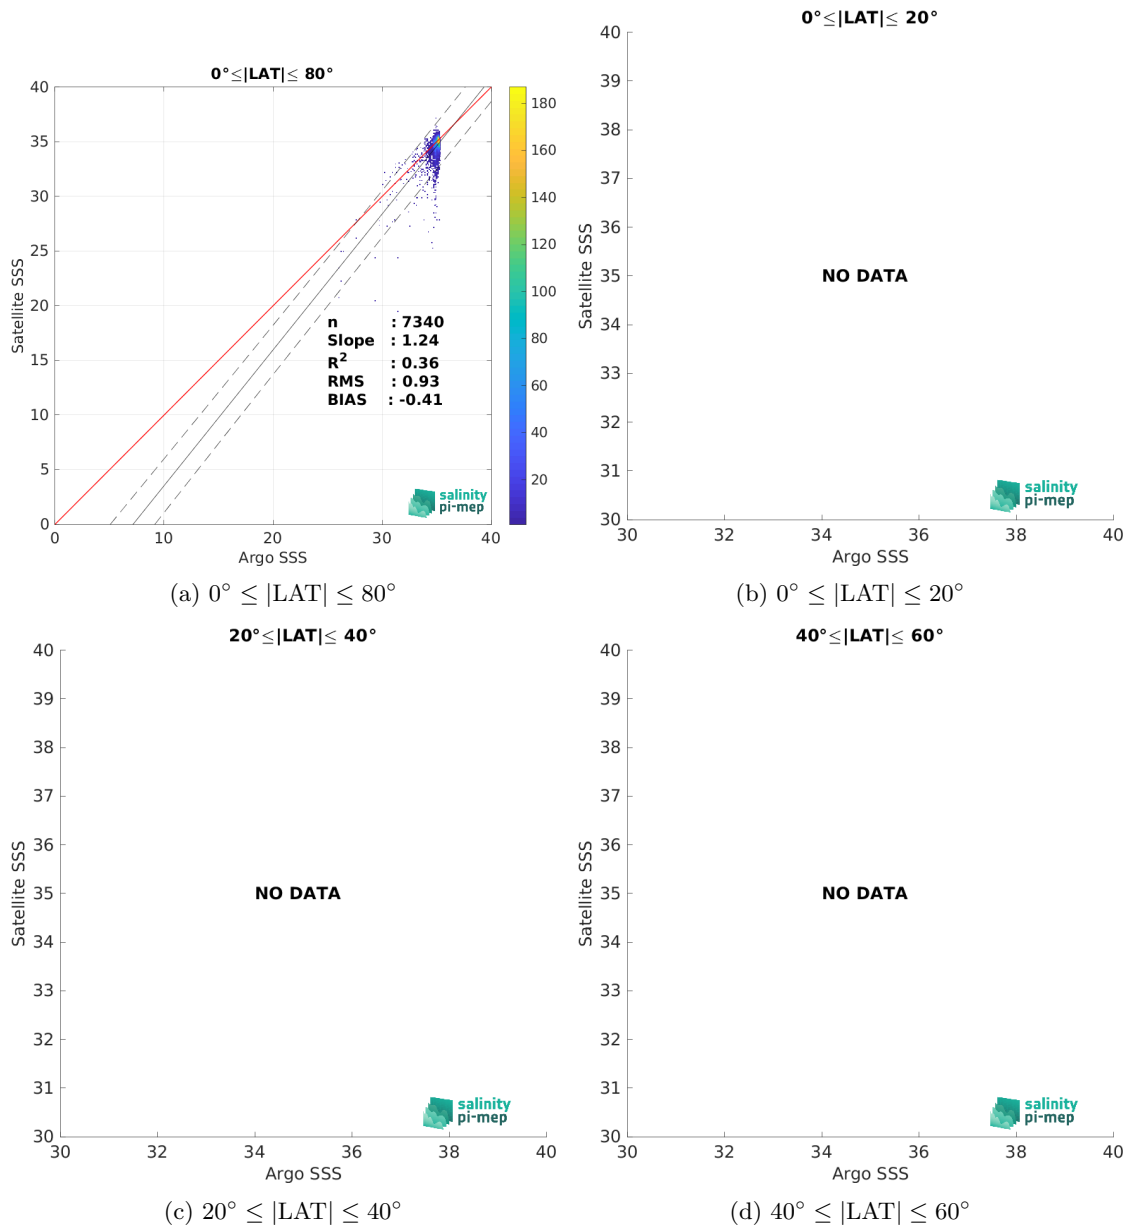 0°≤|LAT|≤ 80°
40
35
30
25
20
15
10
5
0
0
10
20
30
40
Satellite SSS
Argo SSS
180
160
140
120
100
80
60
40
20
n : 7340
Slope : 1.24
R² : 0.36
RMS : 0.93
BIAS : -0.41
salinity
pi-mep
(a) 0° ≤ |LAT| ≤ 80°
0°≤|LAT|≤ 20°
40
39
38
37
36
35
34
33
32
31
30
30
32
34
36
38
40
Satellite SSS
Argo SSS
NO DATA
salinity
pi-mep
(b) 0° ≤ |LAT| ≤ 20°
20°≤|LAT|≤ 40°
40
39
38
37
36
35
34
33
32
31
30
30
32
34
36
38
40
Satellite SSS
Argo SSS
NO DATA
salinity
pi-mep
(c) 20° ≤ |LAT| ≤ 40°
40°≤|LAT|≤ 60°
40
39
38
37
36
35
34
33
32
31
30
30
32
34
36
38
40
Satellite SSS
Argo SSS
NO DATA
salinity
pi-mep
(d) 40° ≤ |LAT| ≤ 60°